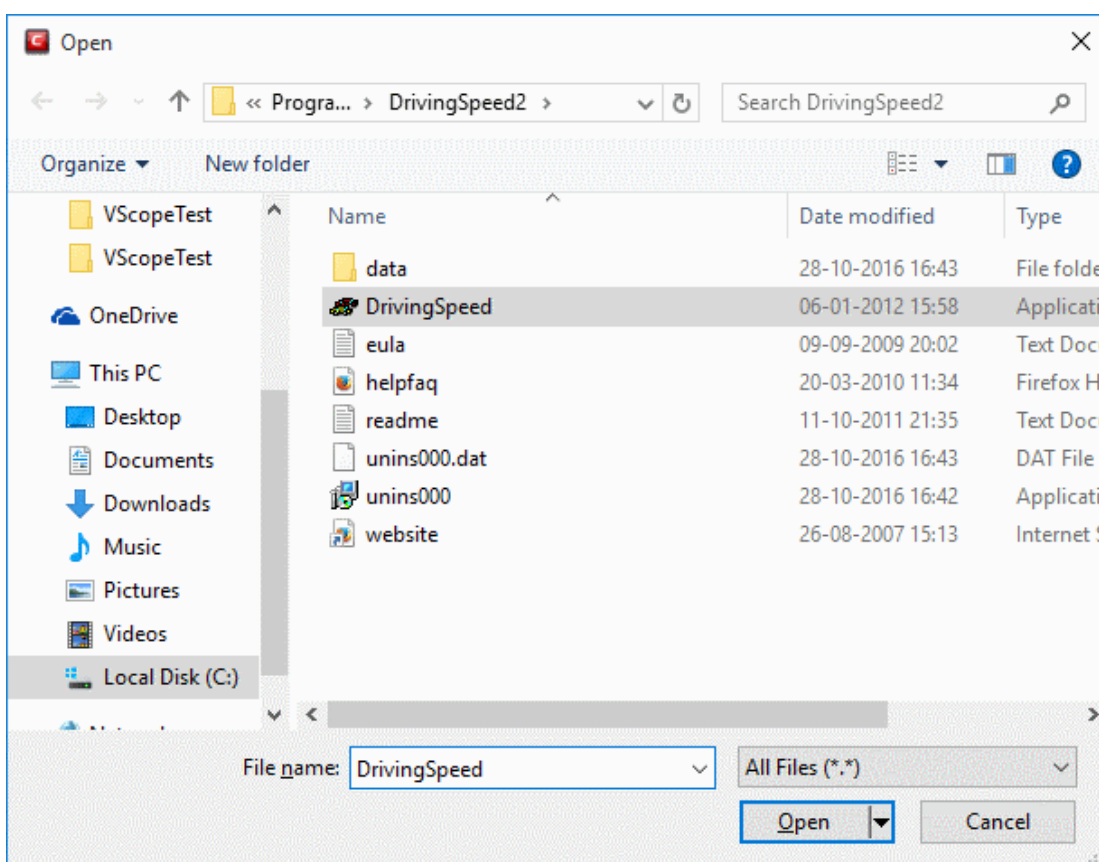 Open
« Progra... > DrivingSpeed2 >
Search DrivingSpeed2
Organize
New folder
VScopeTest
VScopeTest
OneDrive
This PC
Desktop
Documents
Downloads
Music
Pictures
Videos
Local Disk (C:)
Name Date modified Type
data 28-10-2016 16:43 File folde
DrivingSpeed 06-01-2012 15:58 Applicati
eula 09-09-2009 20:02 Text Doc
helpfaq 20-03-2010 11:34 Firefox H
readme 11-10-2011 21:35 Text Doc
unins000.dat 28-10-2016 16:43 DAT File
unins000 28-10-2016 16:42 Applicati
website 26-08-2007 15:13 Internet S
File name: DrivingSpeed
All Files (*.*)
Open
Cancel